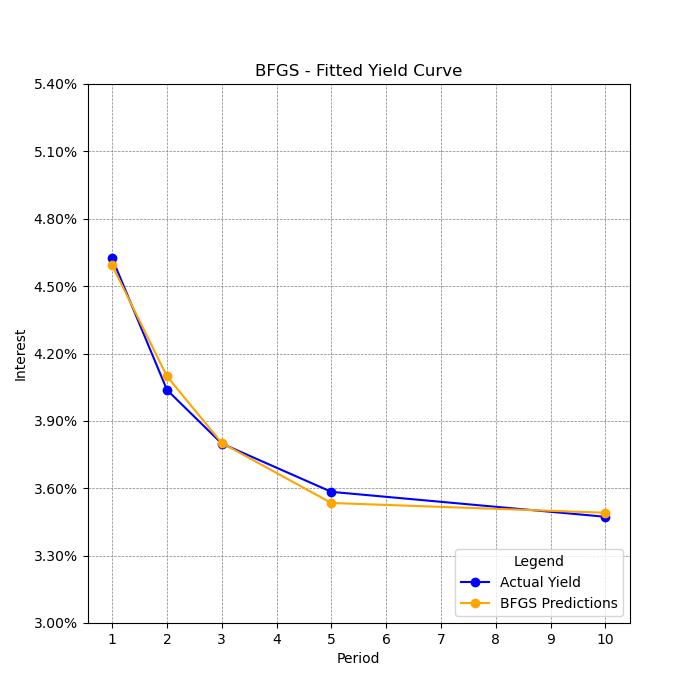 BFGS - Fitted Yield Curve
5.40%
5.10%
4.80%
4.50%
4.20%
3.90%
3.60%
3.30%
3.00%
Interest
Legend
Actual Yield
BFGS Predictions
1 2 3 4 5 6 7 8 9 10
Period